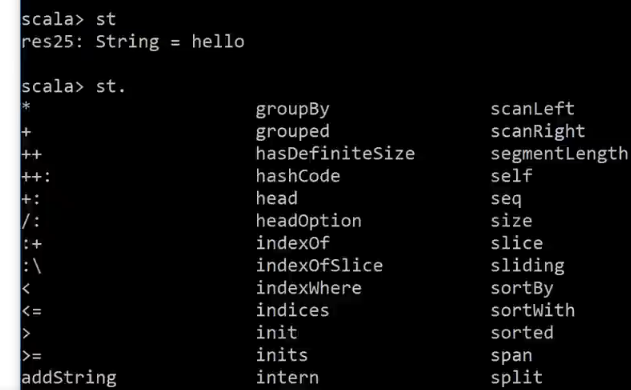 scala> st
res25: String = hello
scala> st.
* groupBy scanLeft
+ grouped scanRight
++ hasDefiniteSize segmentLength
++: hashCode self
+: head seq
/: headOption size
:+ indexOf slice
:\ indexOfSlice sliding
< indexWhere sortBy
<= indices sortWith
> init sorted
>= inits span
addString intern split